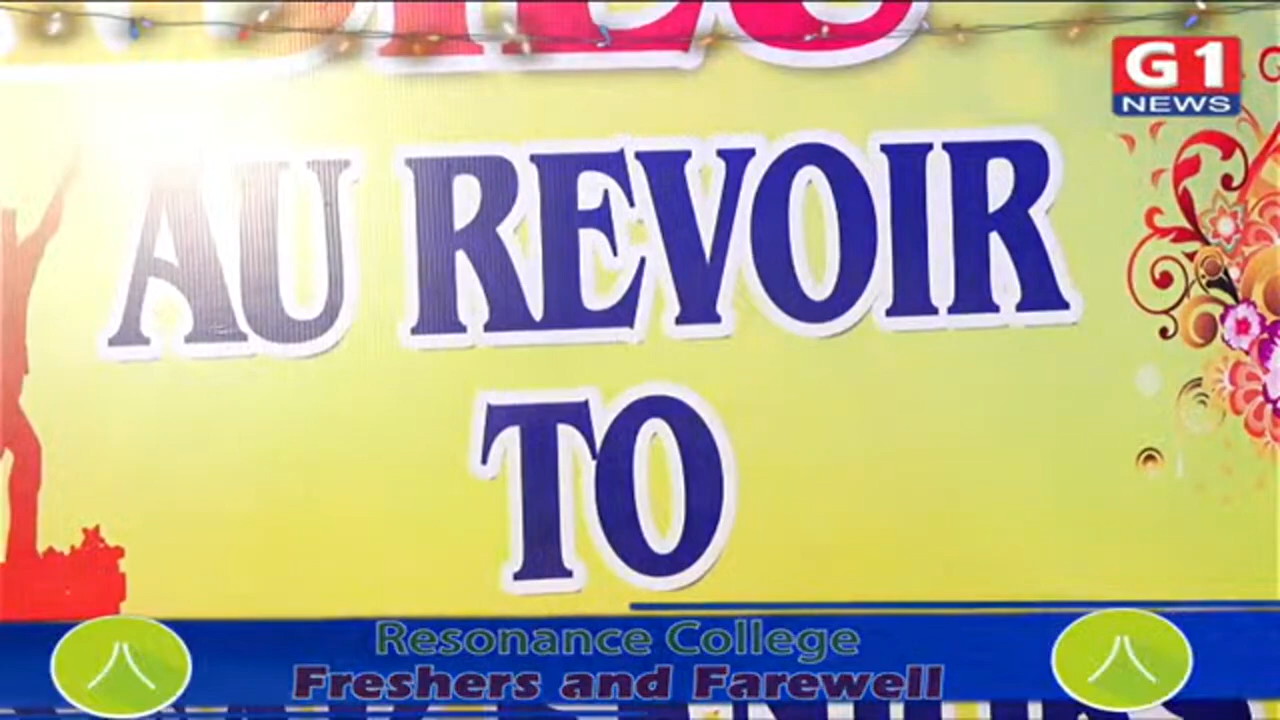 G1
NEWS
AU REVOIR
TO
Resonance College
Freshers and Farewell